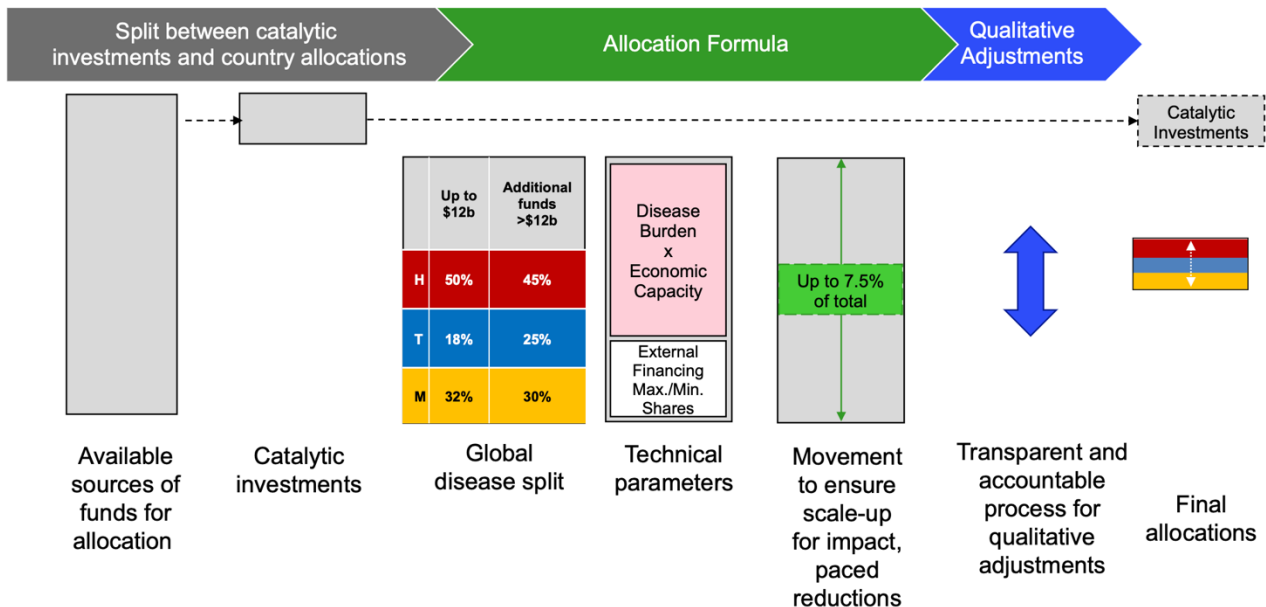 Split between catalytic
investments and country allocations
Allocation Formula
Qualitative
Adjustments
Catalytic
Investments
Up to
$12b
Additional
funds
>$12b
H 50% 45%
T 18% 25%
M 32% 30%
Disease
Burden
x
Economic
Capacity
External
Financing
Max./Min.
Shares
Up to 7.5%
of total
Available
sources of
funds for
allocation
Catalytic
investments
Global
disease split
Technical
parameters
Movement
to ensure
scale-up
for impact,
paced
reductions
Transparent and
accountable
process for
qualitative
adjustments
Final
allocations